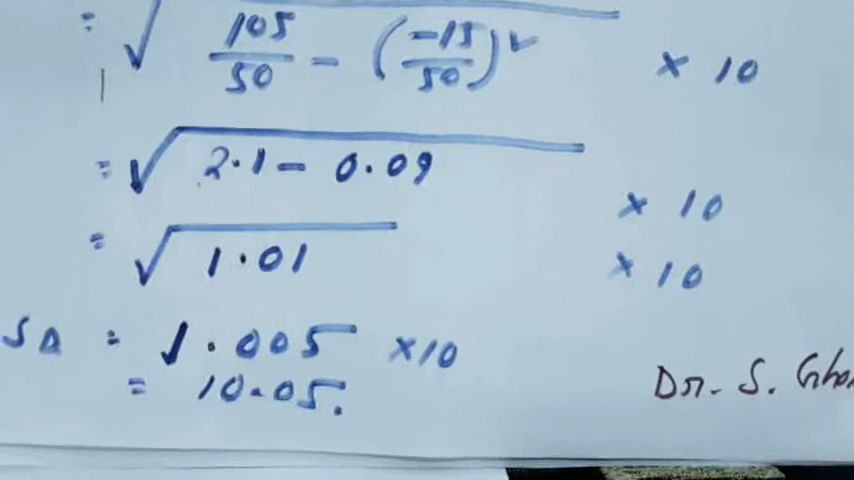 = √ 105/50 - (-15/50)² × 10
= √ 2.1 - 0.09 × 10
= √ 1.01 × 10
SD = 1.005 × 10
= 10.05.
Dr. S.